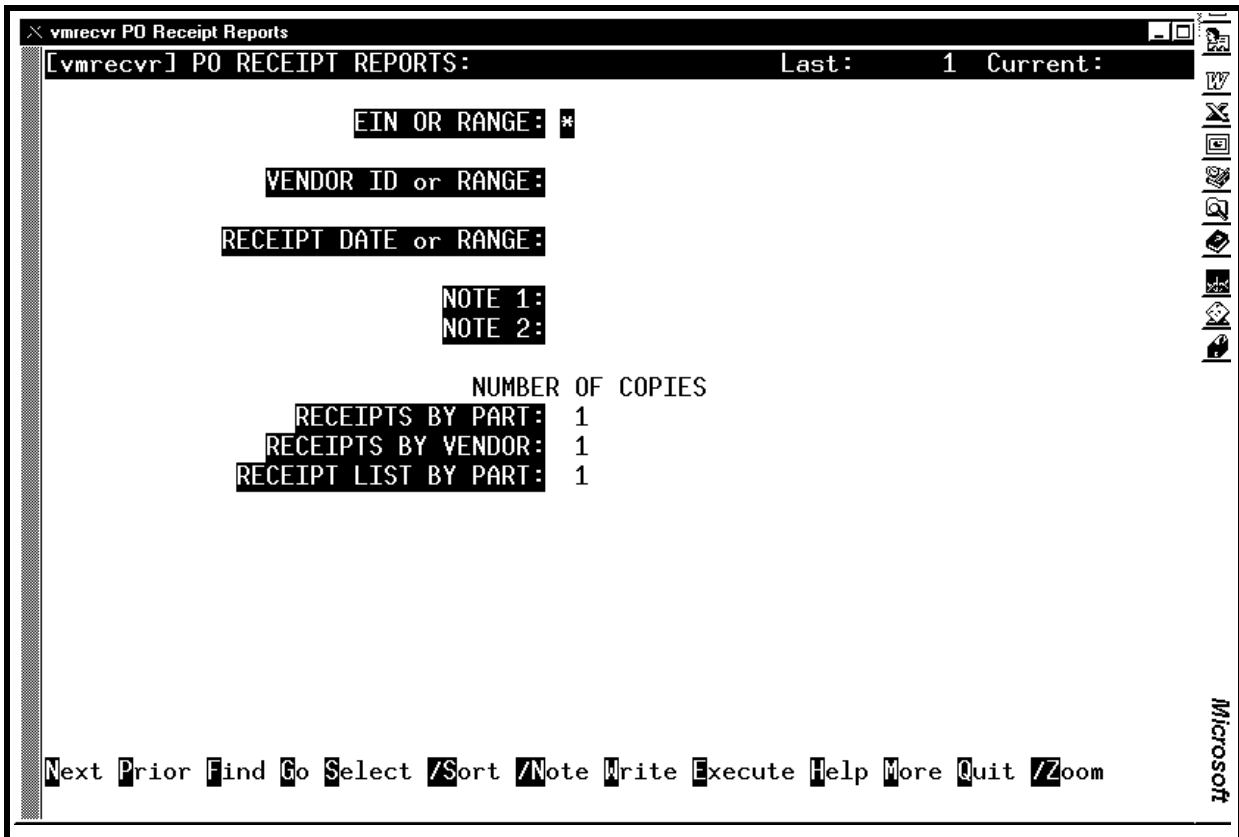 vmrecvr PO Receipt Reports
[vmrecvr] PO RECEIPT REPORTS: Last: 1 Current:
EIN OR RANGE: *
VENDOR ID or RANGE:
RECEIPT DATE or RANGE:
NOTE 1:
NOTE 2:
NUMBER OF COPIES
RECEIPTS BY PART: 1
RECEIPTS BY VENDOR: 1
RECEIPT LIST BY PART: 1
Next Prior Find Go Select /Sort /Note Write Execute Help More Quit /Zoom
Microsoft